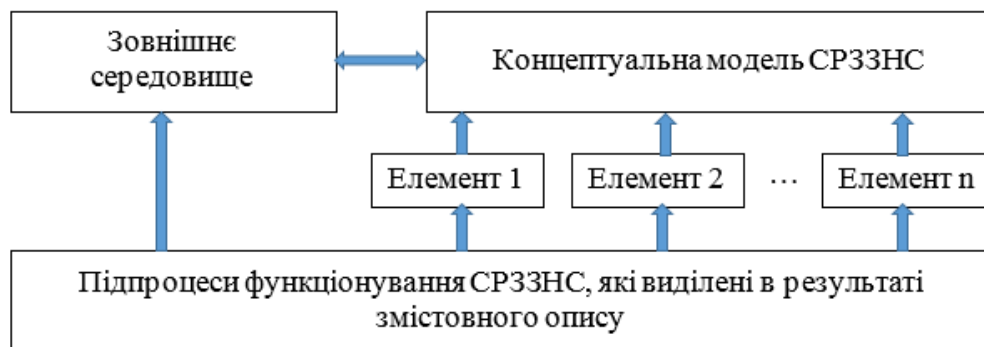 Зовнішнє
середовище
Концептуальна модель СРЗЗНС
Елемент 1
Елемент 2
...
Елемент n
Підпроцеси функціонування СРЗЗНС, які виділені в результаті
змістовного опису